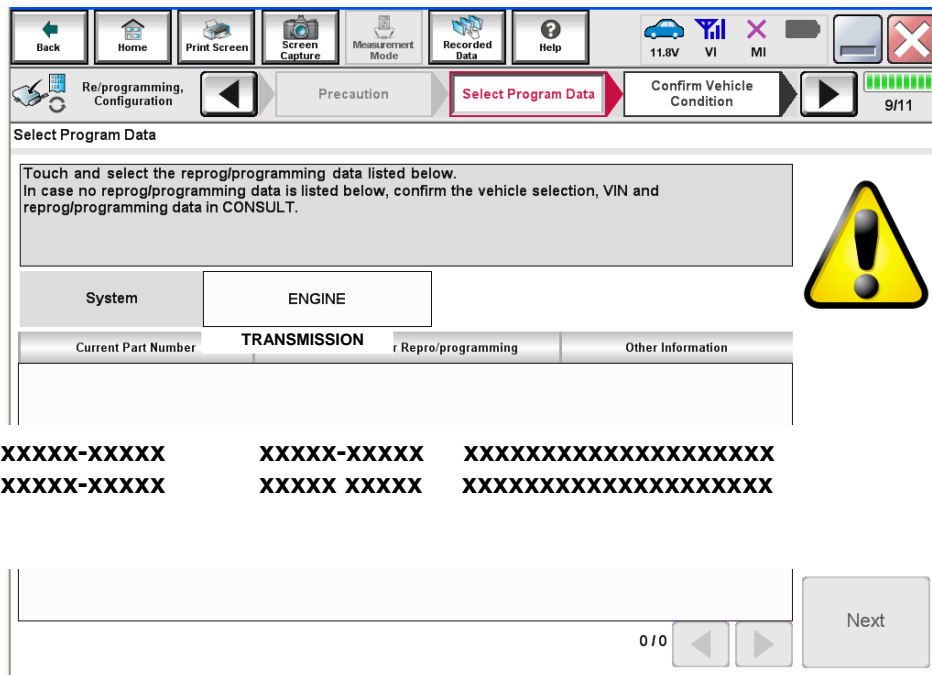 Back Home Print Screen Screen Capture Measurement Mode Recorded Data Help 11.8V VI MI
Re/programming, Configuration Precaution Select Program Data Confirm Vehicle Condition 9/11
Select Program Data
Touch and select the reprog/programming data listed below.
In case no reprog/programming data is listed below, confirm the vehicle selection, VIN and
reprog/programming data in CONSULT.
System ENGINE
TRANSMISSION
Current Part Number r Repro/programming Other Information
xxxxx-xxxxx xxxxx-xxxxx xxxxxxxxxxxxxxxxxxxx
xxxxx-xxxxx xxxxx xxxxx xxxxxxxxxxxxxxxxxxxx
Next
0/0